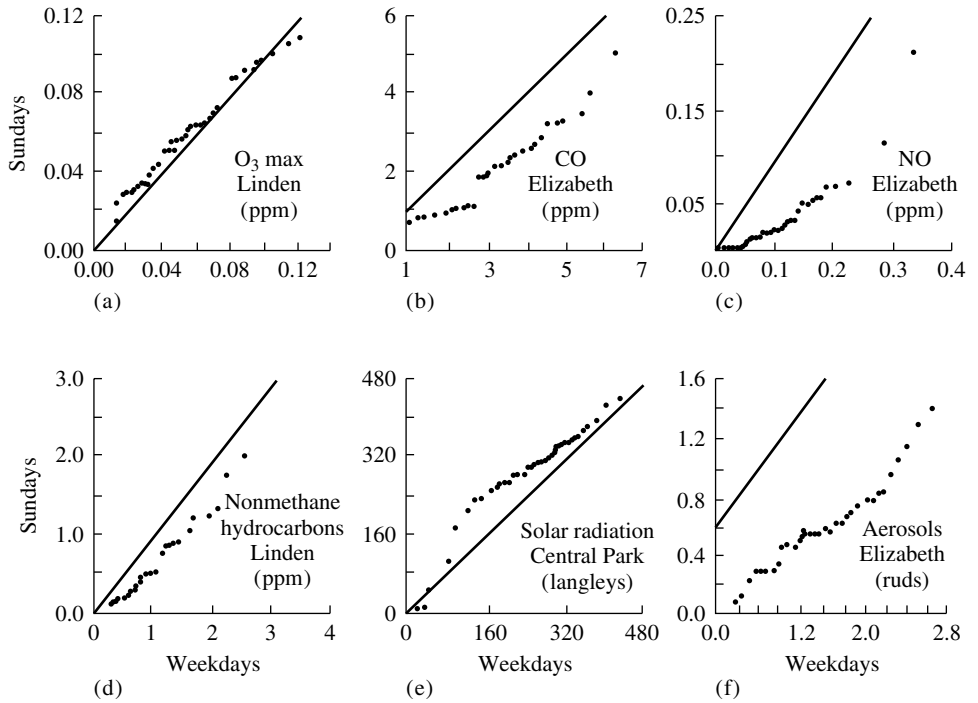 0.12
0.08
0.04
0.00
0.00 0.04 0.08 0.12
Sundays
O3 max
Linden
(ppm)
(a)
6
4
2
0
1 3 5 7
CO
Elizabeth
(ppm)
(b)
0.25
0.15
0.05
0.0 0.1 0.2 0.3 0.4
NO
Elizabeth
(ppm)
(c)
3.0
2.0
1.0
0.0
0 1 2 3 4
Sundays
Nonmethane
hydrocarbons
Linden
(ppm)
Weekdays
(d)
480
320
160
0
0 160 320 480
Solar radiation
Central Park
(langleys)
Weekdays
(e)
1.6
1.2
0.8
0.4
0.0
0.0 1.2 2.0 2.8
Aerosols
Elizabeth
(ruds)
Weekdays
(f)